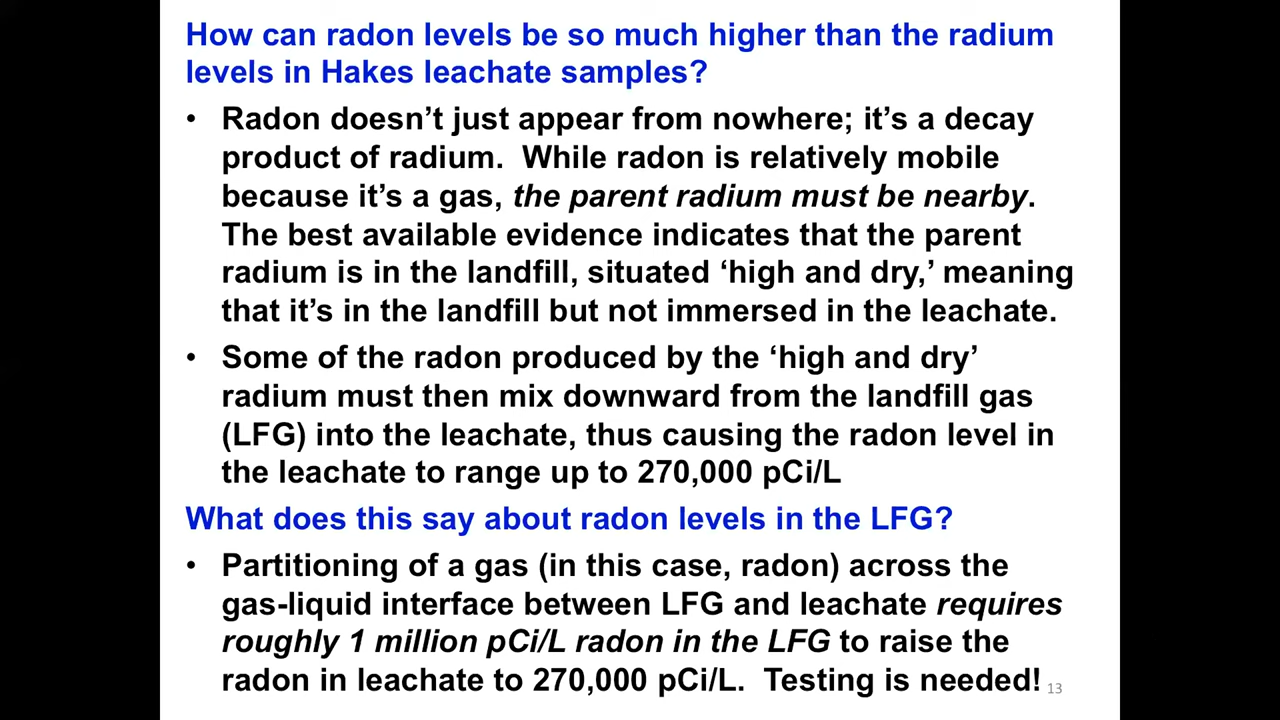 How can radon levels be so much higher than the radium
levels in Hakes leachate samples?
• Radon doesn’t just appear from nowhere; it’s a decay
product of radium.  While radon is relatively mobile
because it’s a gas, the parent radium must be nearby.
The best available evidence indicates that the parent
radium is in the landfill, situated ‘high and dry,’ meaning
that it’s in the landfill but not immersed in the leachate.
• Some of the radon produced by the ‘high and dry’
radium must then mix downward from the landfill gas
(LFG) into the leachate, thus causing the radon level in
the leachate to range up to 270,000 pCi/L
What does this say about radon levels in the LFG?
• Partitioning of a gas (in this case, radon) across the
gas-liquid interface between LFG and leachate requires
roughly 1 million pCi/L radon in the LFG to raise the
radon in leachate to 270,000 pCi/L.  Testing is needed! 13